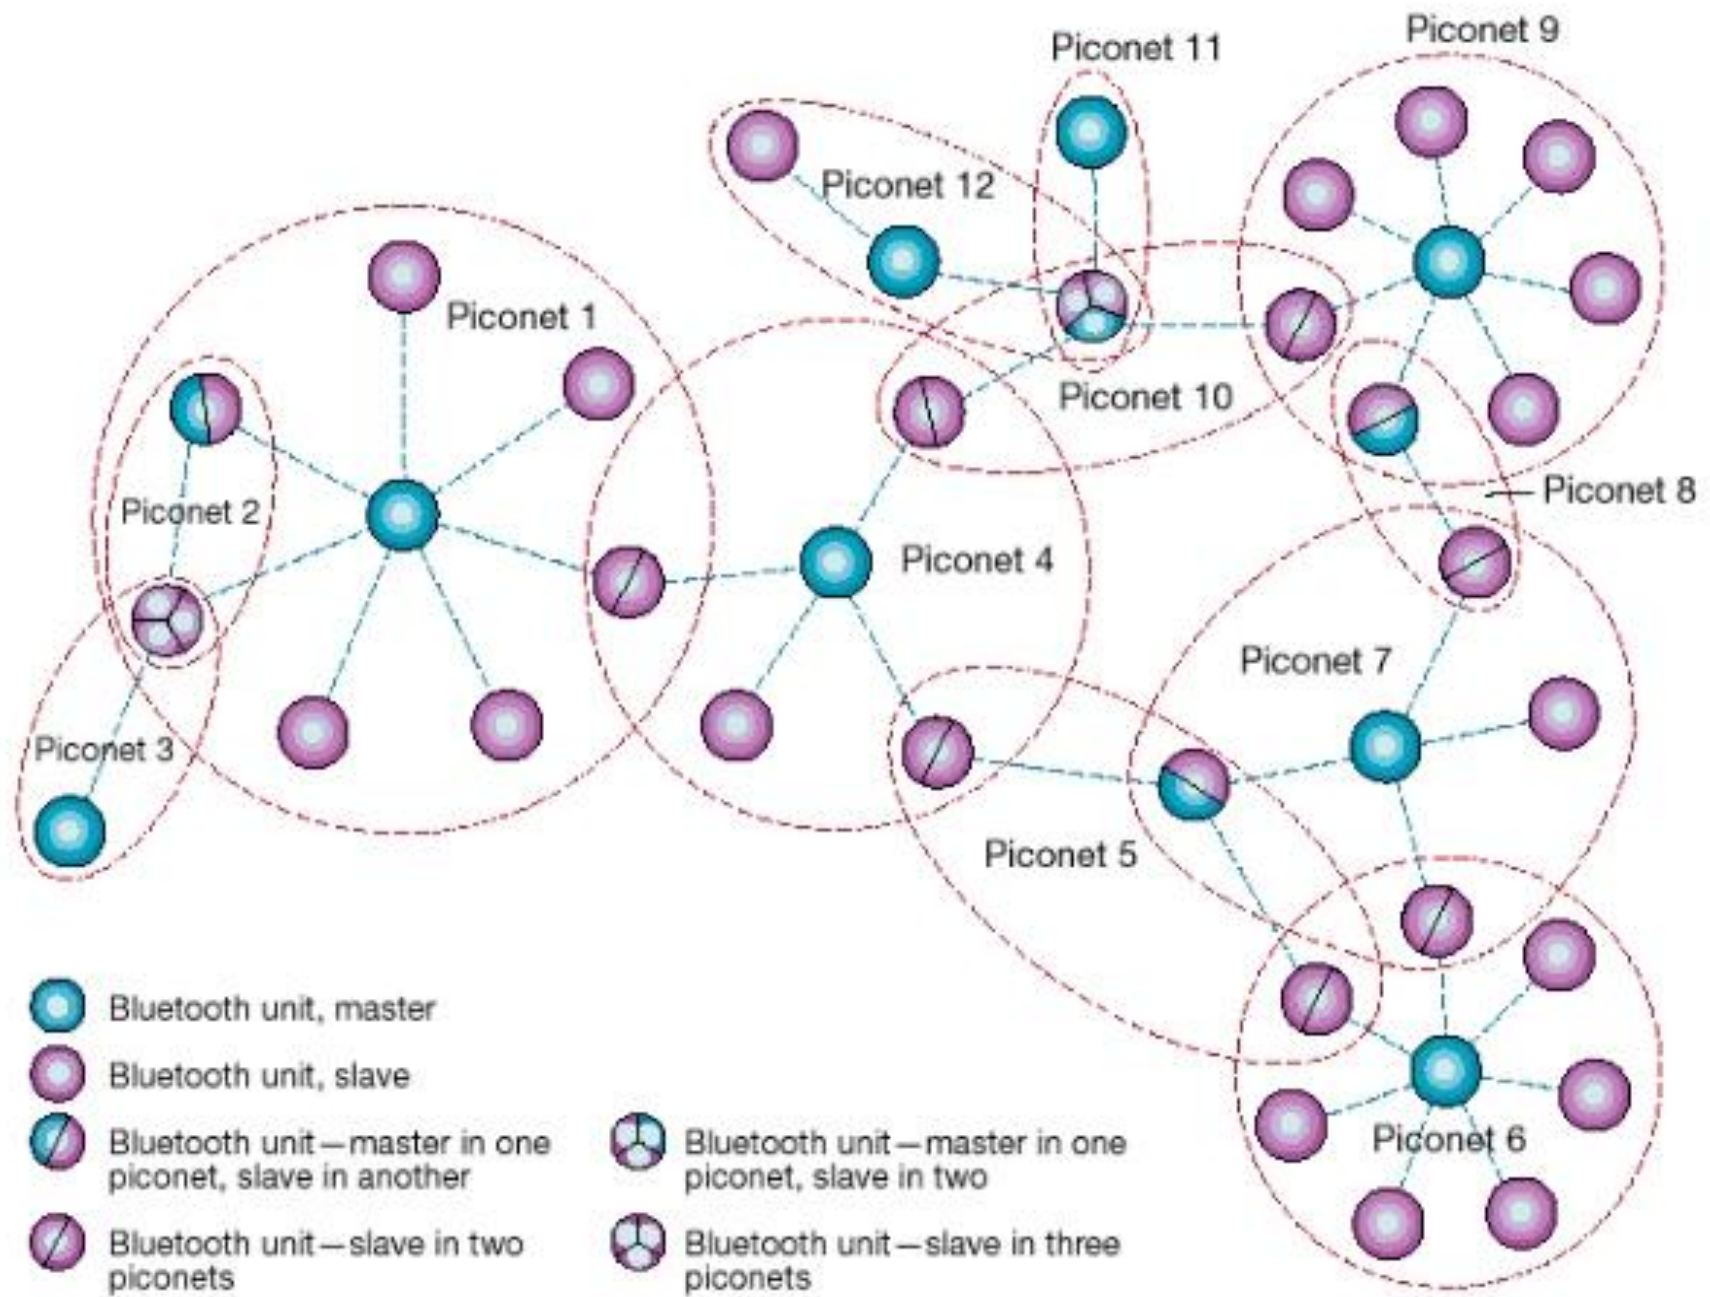 Piconet 9
Piconet 11
Piconet 12
Piconet 1
Piconet 10
Piconet 8
Piconet 2
Piconet 4
Piconet 7
Piconet 3
Piconet 5
Piconet 6
Bluetooth unit, master
Bluetooth unit, slave
Bluetooth unit—master in one
piconet, slave in another
Bluetooth unit—slave in two
piconets
Bluetooth unit—master in one
piconet, slave in two
Bluetooth unit—slave in three
piconets